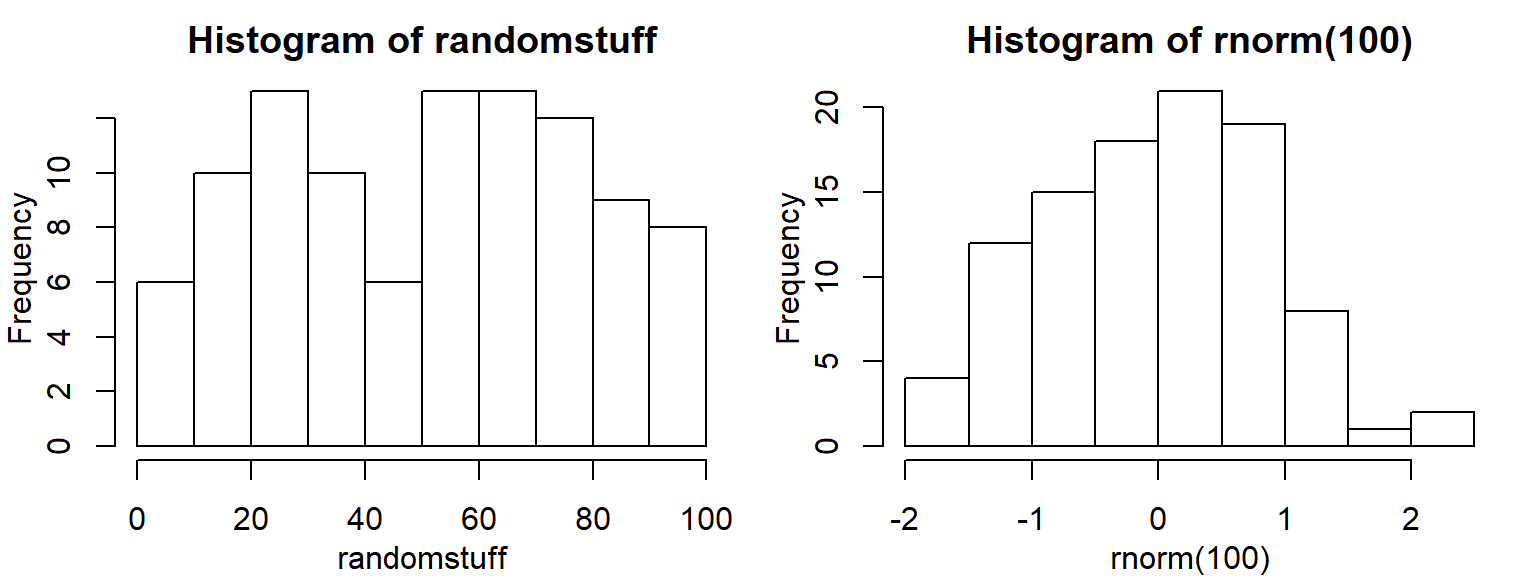 Histogram of randomstuff
Frequency
0 2 4 6 8 10
0 20 40 60 80 100
randomstuff
Histogram of rnorm(100)
Frequency
0 5 10 15 20
-2 -1 0 1 2
rnorm(100)